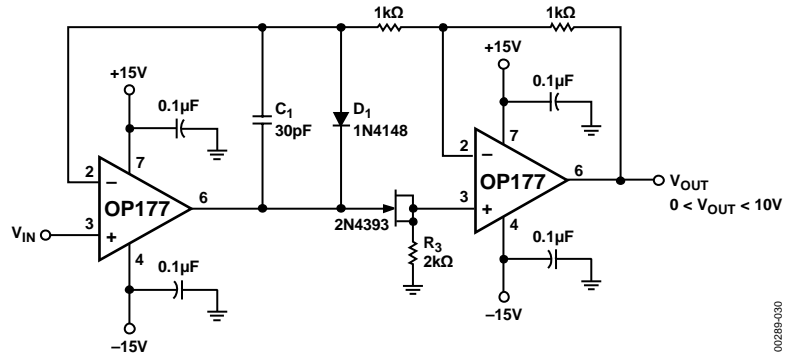 1kΩ
1kΩ
+15V
0.1µF
C1
30pF
D1
1N4148
+15V
0.1µF
2
7
–
OP177
6
3
+
4
VIN
0.1µF
–15V
2N4393
R3
2kΩ
2
7
–
OP177
6
3
+
4
VOUT
0 < VOUT < 10V
0.1µF
–15V
00289-030